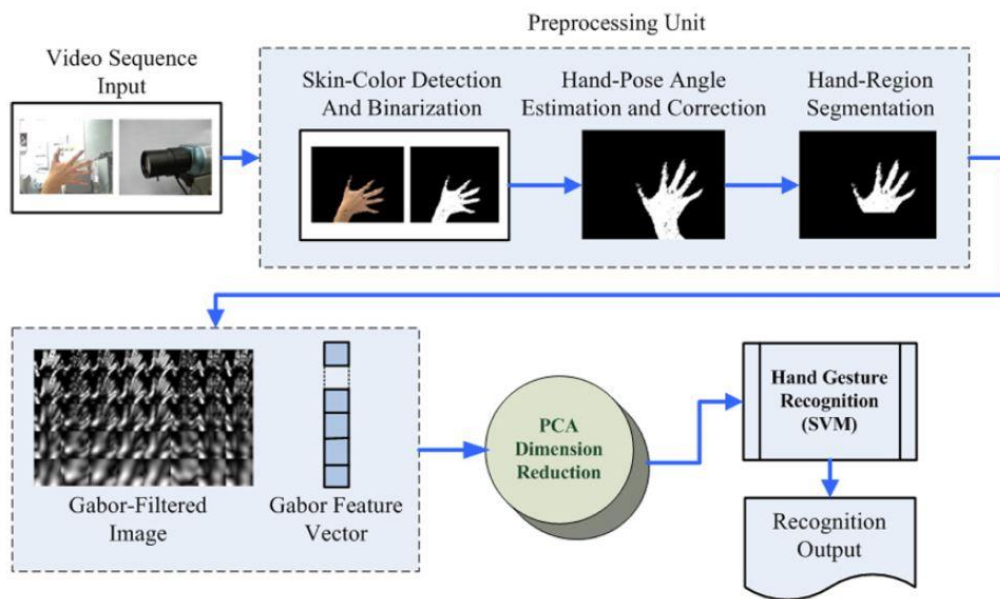 Preprocessing Unit
Video Sequence
Input
Skin-Color Detection
And Binarization
Hand-Pose Angle
Estimation and Correction
Hand-Region
Segmentation
Gabor-Filtered
Image
Gabor Feature
Vector
PCA
Dimension
Reduction
Hand Gesture
Recognition
(SVM)
Recognition
Output